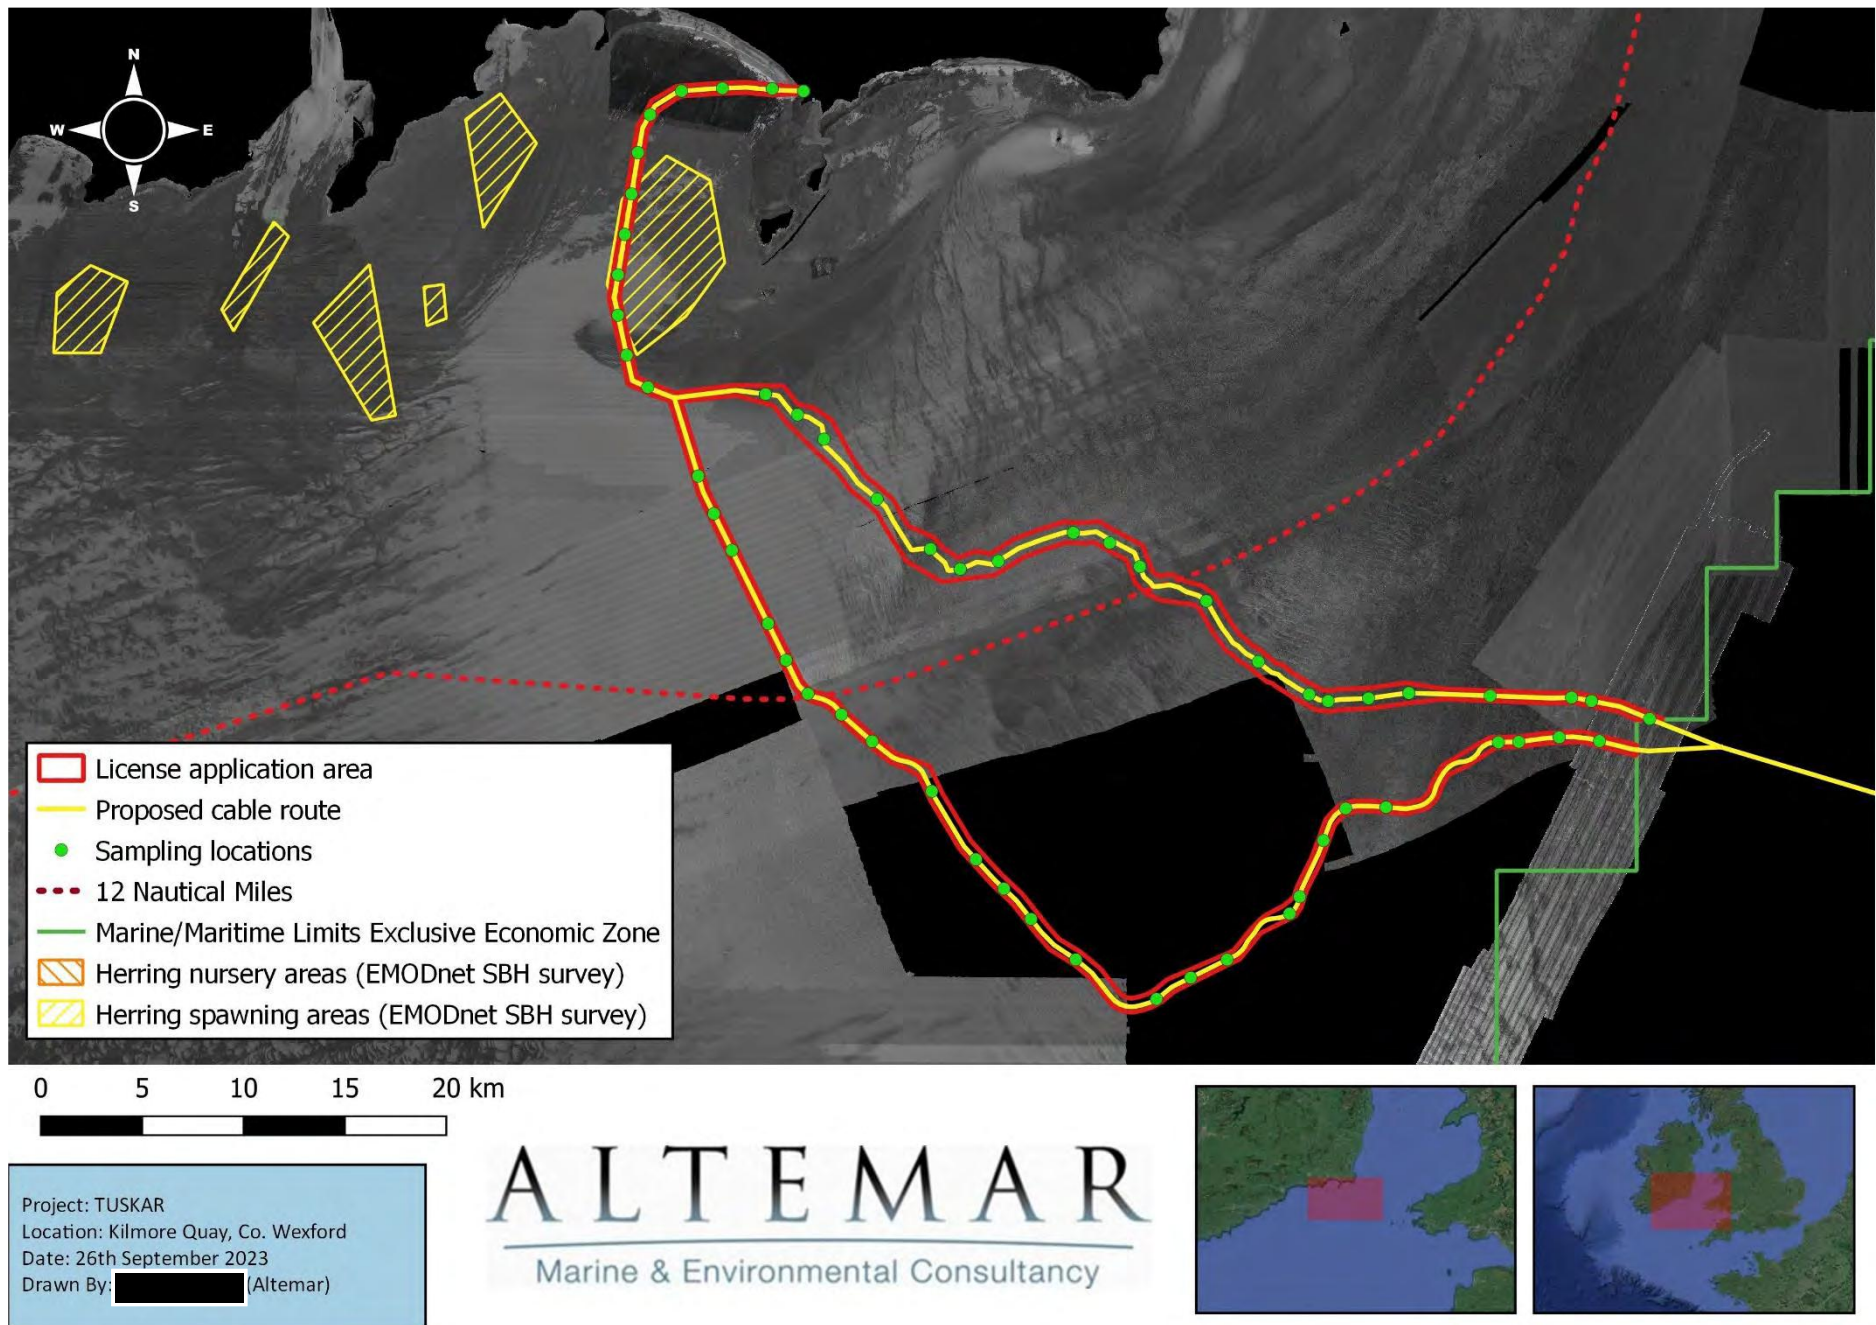 N
W E
S
License application area
Proposed cable route
Sampling locations
12 Nautical Miles
Marine/Maritime Limits Exclusive Economic Zone
Herring nursery areas (EMODnet SBH survey)
Herring spawning areas (EMODnet SBH survey)
0 5 10 15 20 km
Project: TUSKAR
Location: Kilmore Quay, Co. Wexford
Date: 26th September 2023
Drawn By: (Altemar)
ALTEMAR
Marine & Environmental Consultancy